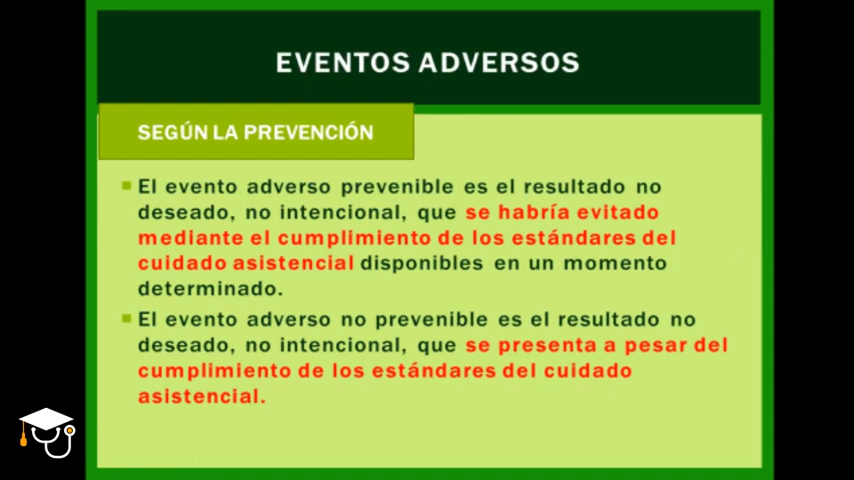 EVENTOS ADVERSOS
SEGÚN LA PREVENCIÓN
El evento adverso prevenible es el resultado no
deseado, no intencional, que se habría evitado
mediante el cumplimiento de los estándares del
cuidado asistencial disponibles en un momento
determinado.
El evento adverso no prevenible es el resultado no
deseado, no intencional, que se presenta a pesar del
cumplimiento de los estándares del cuidado
asistencial.